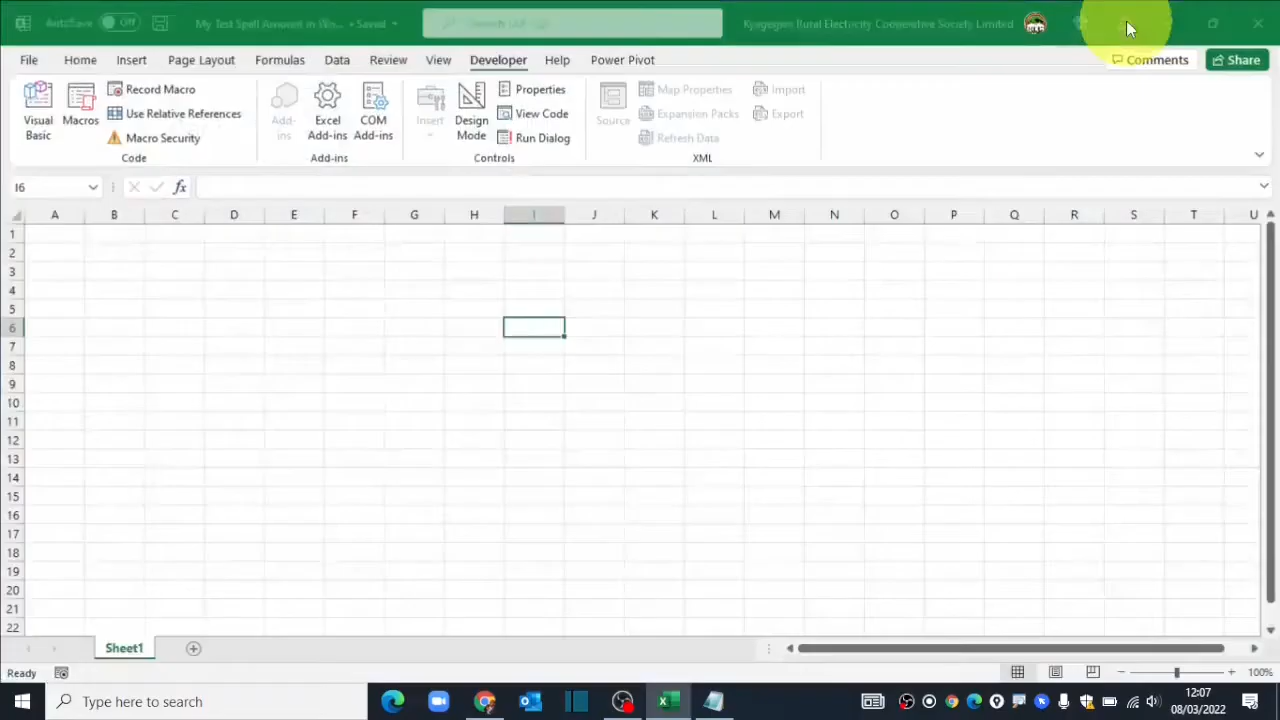 AutoSave Off My Test Spell Amount in Wo... • Saved Kyegegwa Rural Electricity Cooperative Society Limited
File Home Insert Page Layout Formulas Data Review View Developer Help Power Pivot Comments Share
Record Macro Properties Map Properties Import
Use Relative References View Code Expansion Packs Export
Visual Basic Macros Add-ins Excel Add-ins COM Add-ins Insert Design Mode Source
Macro Security Run Dialog Refresh Data
Code Add-ins Controls XML
I6 fx
A B C D E F G H I J K L M N O P Q R S T U
1
2
3
4
5
6
7
8
9
10
11
12
13
14
15
16
17
18
19
20
21
22
Sheet1
Ready 100%
Type here to search 12:07
08/03/2022